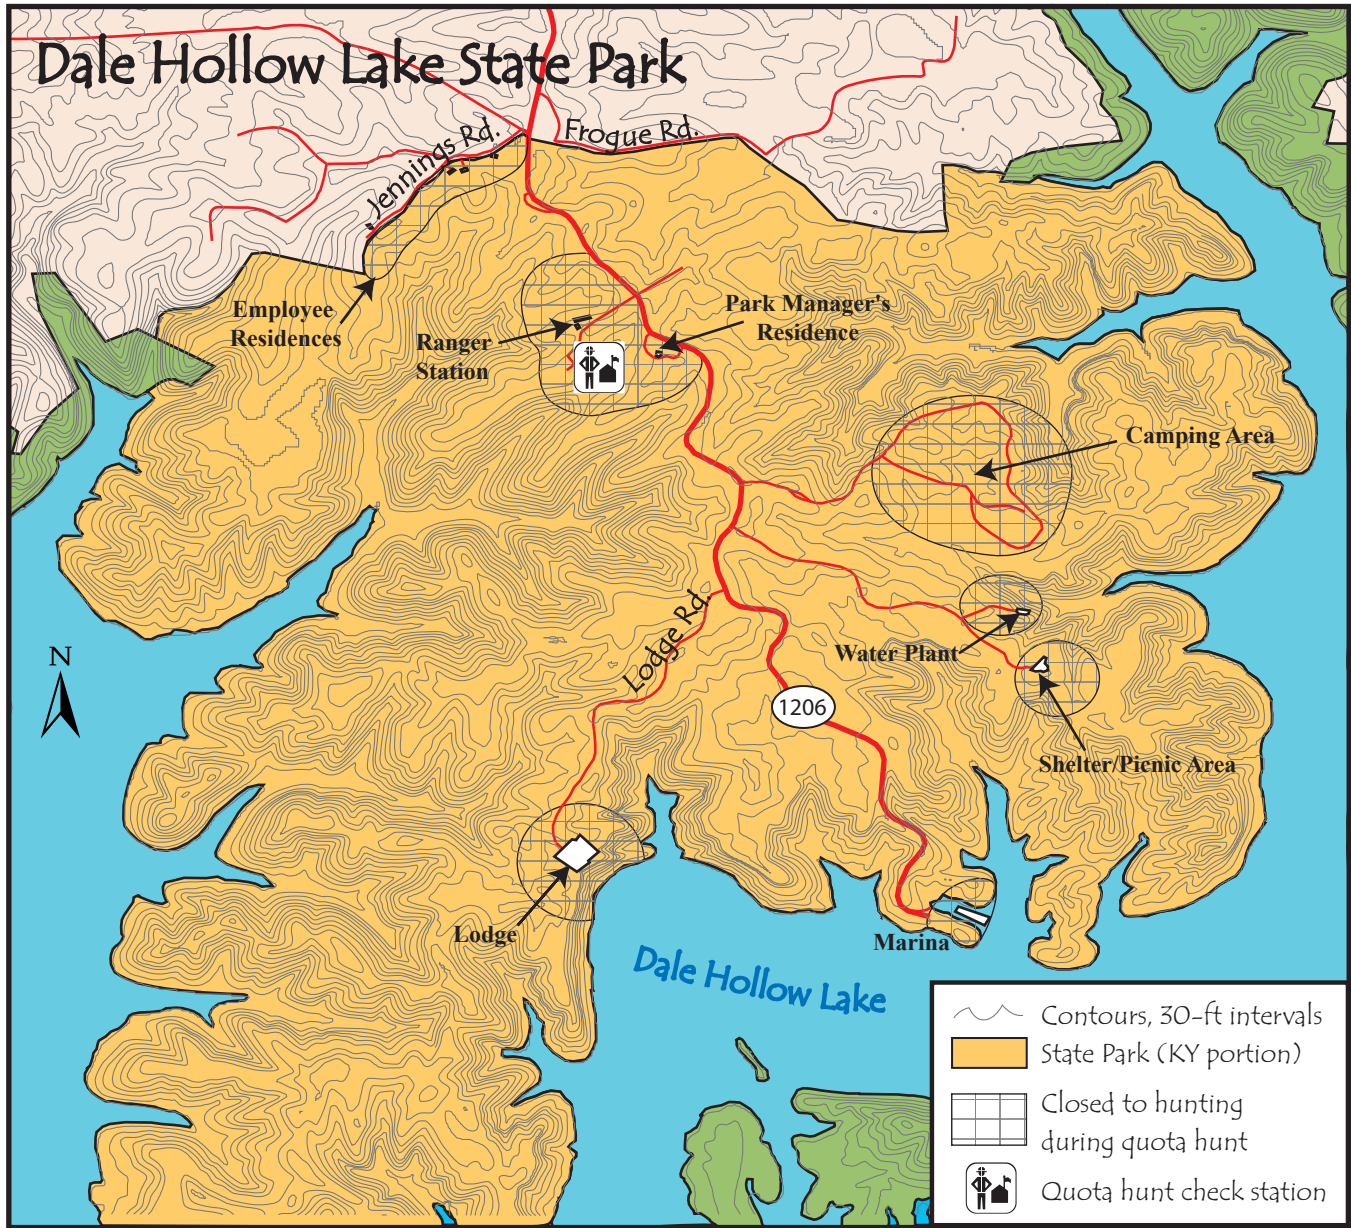 Dale Hollow Lake State Park
Frogue Rd.
Jennings Rd.
Employee
Residences
Ranger
Station
Park Manager's
Residence
Camping Area
Lodge Rd.
Water Plant
N
1206
Shelter/Picnic Area
Lodge
Marina
Dale Hollow Lake
Contours, 30-ft intervals
State Park (KY portion)
Closed to hunting
during quota hunt
Quota hunt check station